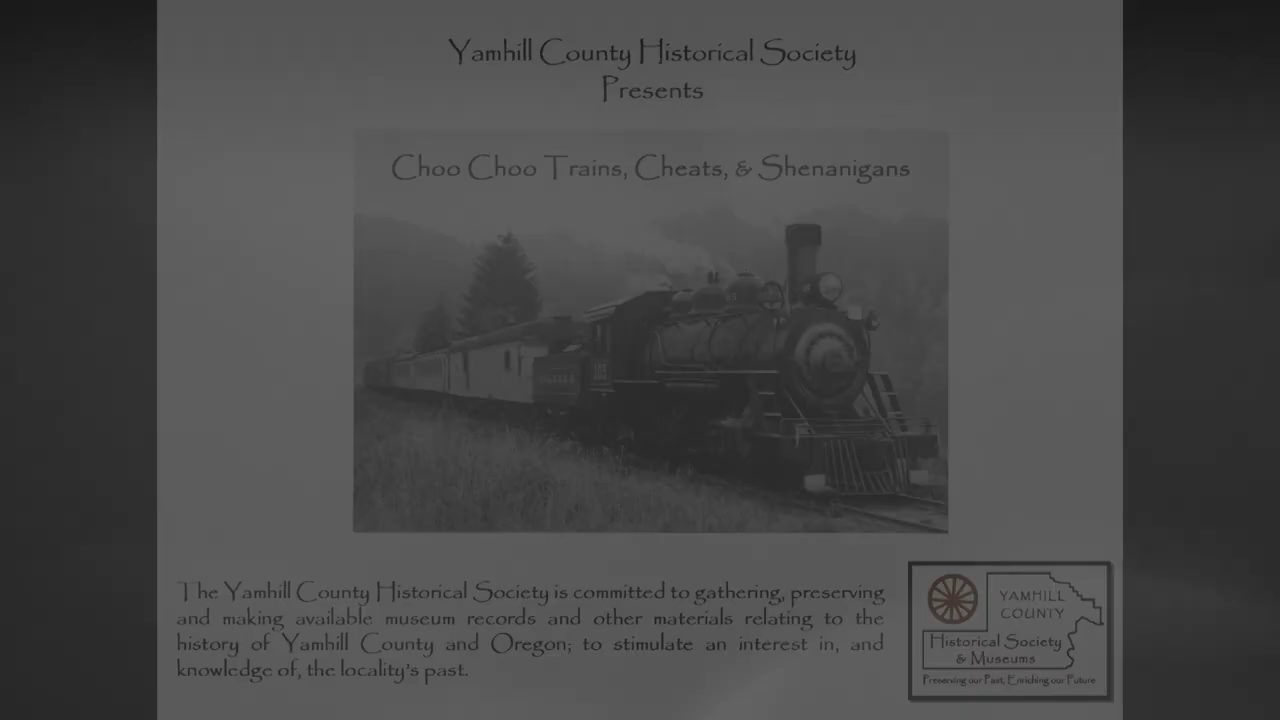 Yamhill County Historical Society
Presents
Choo Choo Trains, Cheats, & Shenanigans
The Yamhill County Historical Society is committed to gathering, preserving
and making available museum records and other materials relating to the
history of Yamhill County and Oregon; to stimulate an interest in, and
knowledge of, the locality's past.
YAMHILL
COUNTY
Historical Society
& Museums
Preserving our Past, Enriching our Future